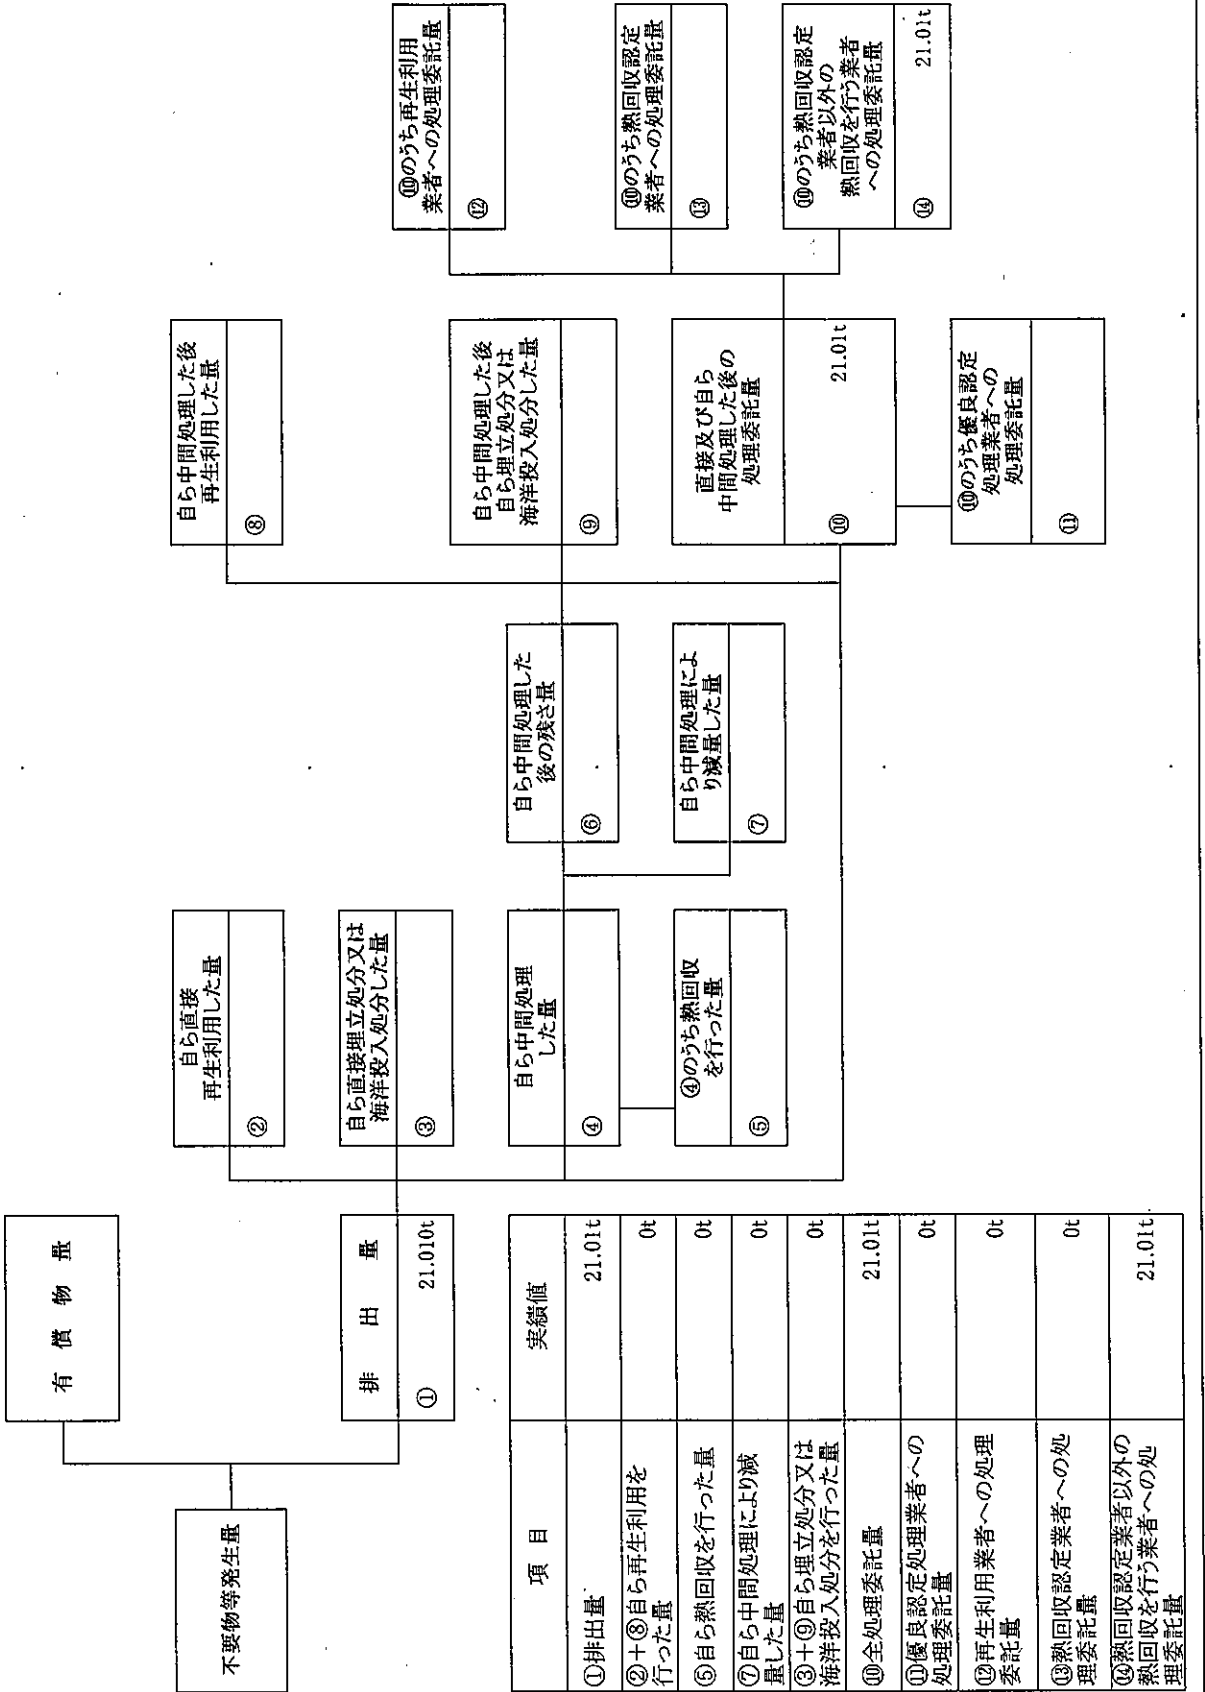 不要物等発生量
有 償 物 量
排 出 量
① 21.010t
自ら直接
再生利用した量
②
自ら直接埋立処分又は
海洋投入処分した量
③
自ら中間処理
した量
④
④のうち熱回収
を行った量
⑤
自ら中間処理した
後の残さ量
⑥
自ら中間処理によ
り減量した量
⑦
自ら中間処理した後
再生利用した量
⑧
自ら中間処理した後
自ら埋立処分又は
海洋投入処分した量
⑨
直接及び自ら
中間処理した後の
処理委託量
⑩ 21.01t
⑩のうち優良認定
処理業者への
処理委託量
⑪
⑩のうち再生利用
業者への処理委託量
⑫
⑩のうち熱回収認定
業者への処理委託量
⑬
⑩のうち熱回収認定
業者以外の
熱回収を行う業者
への処理委託量
⑭ 21.01t
項 目 実績値
①排出量 21.01t
②+⑧自ら再生利用を
行った量 0t
⑤自ら熱回収を行った量 0t
⑦自ら中間処理により減
量した量 0t
③+⑨自ら埋立処分又は
海洋投入処分を行った量 0t
⑩全処理委託量 21.01t
⑪優良認定処理業者への
処理委託量 0t
⑫再生利用業者への処理
委託量 0t
⑬熱回収認定業者への処
理委託量 0t
⑭熱回収認定業者以外の
熱回収を行う業者への処
理委託量 21.01t